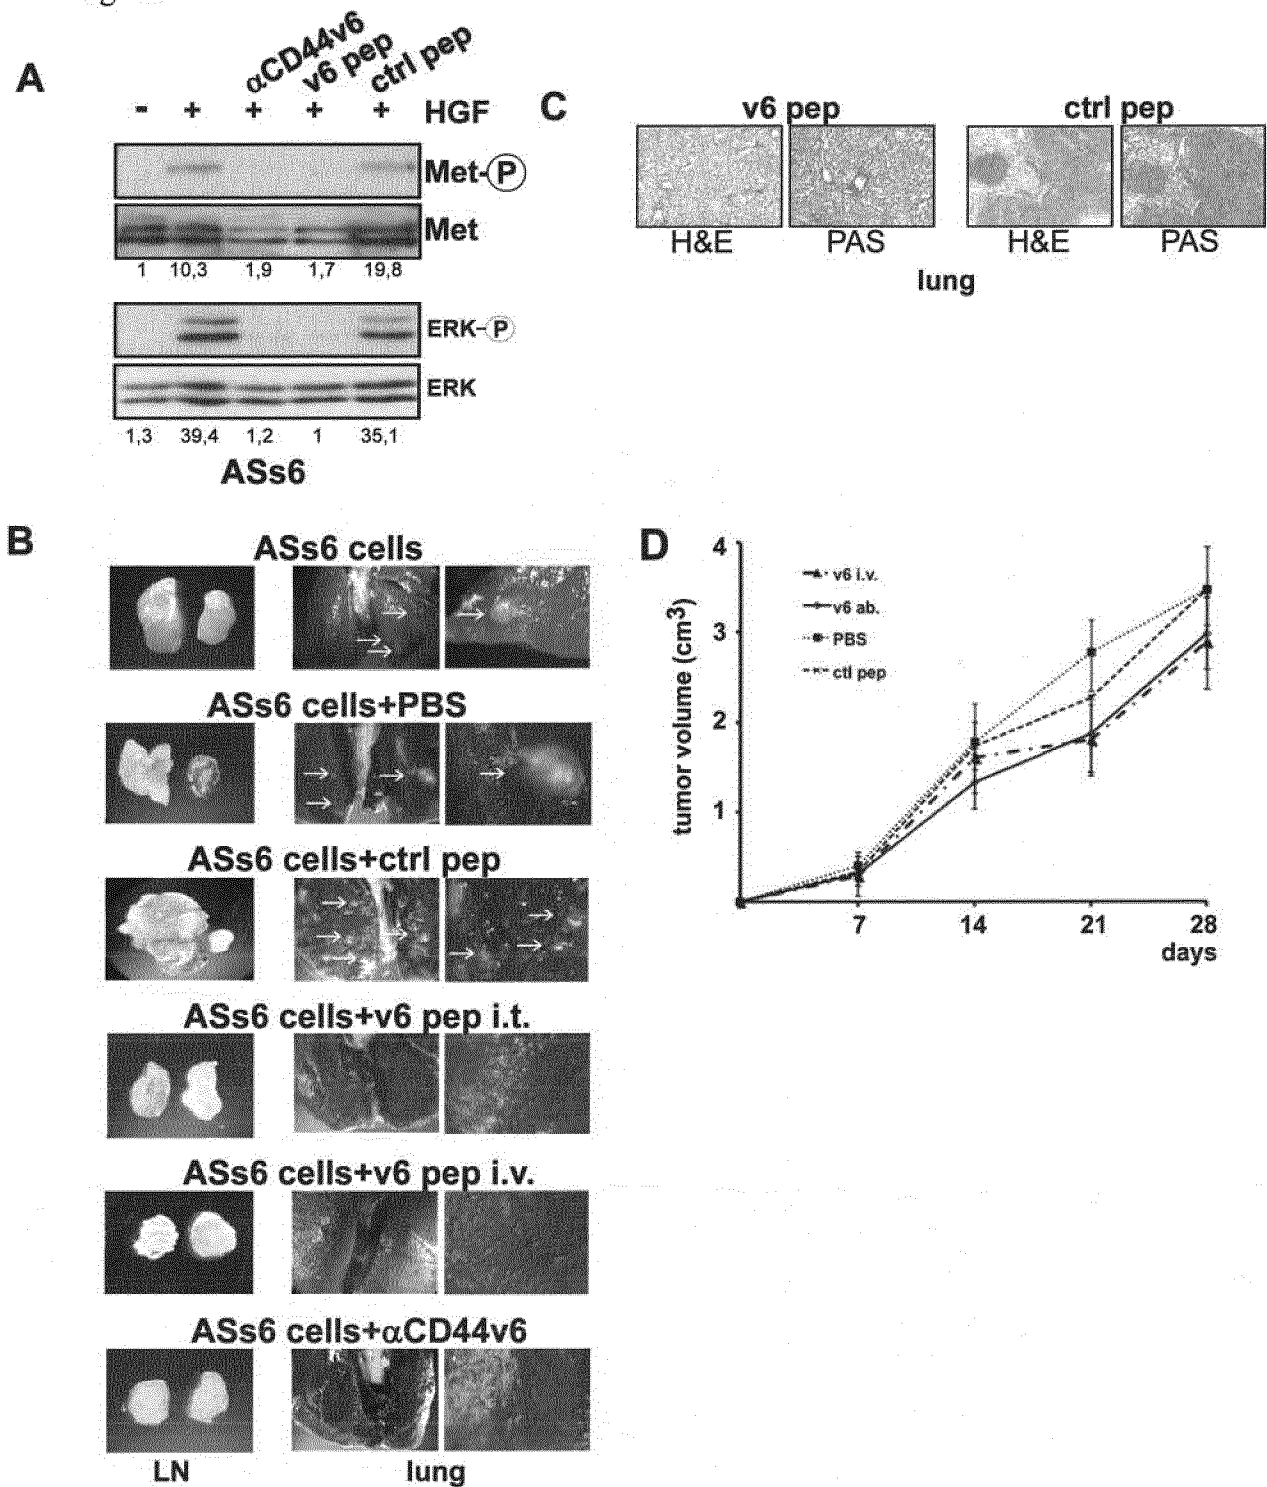 A
αCD44v6
v6 pep
ctrl pep
- + + + + HGF
Met-P
Met
1 10,3 1,9 1,7 19,8
ERK-P
ERK
1,3 39,4 1,2 1 35,1
ASs6
C
v6 pep ctrl pep
H&E PAS H&E PAS
lung
B
ASs6 cells
ASs6 cells+PBS
ASs6 cells+ctrl pep
ASs6 cells+v6 pep i.t.
ASs6 cells+v6 pep i.v.
ASs6 cells+αCD44v6
LN lung
D
tumor volume (cm3)
4
3
2
1
v6 i.v.
v6 ab.
PBS
ctl pep
7 14 21 28
days